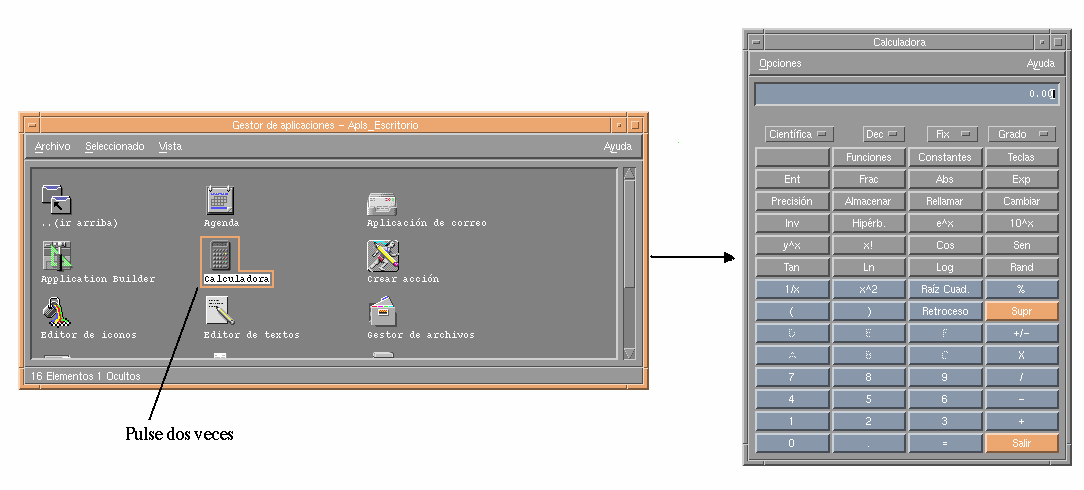 Gestor de aplicaciones - Apls_Escritorio
Archivo Seleccionado Vista Ayuda
..(ir arriba) Agenda Aplicación de correo
Application Builder Calculadora Crear acción
Editor de iconos Editor de textos Gestor de archivos
16 Elementos 1 Ocultos
Pulse dos veces
Calculadora
Opciones Ayuda
0.00
Científica Dec Fix Grado
Funciones Constantes Teclas
Ent Frac Abs Exp
Precisión Almacenar Rellamar Cambiar
Inv Hipérb. e^x 10^x
y^x x! Cos Sen
Tan Ln Log Rand
1/x x^2 Raíz Cuad. %
( ) Retroceso Supr
D E F +/-
A B C X
7 8 9 /
4 5 6 -
1 2 3 +
0 . = Salir